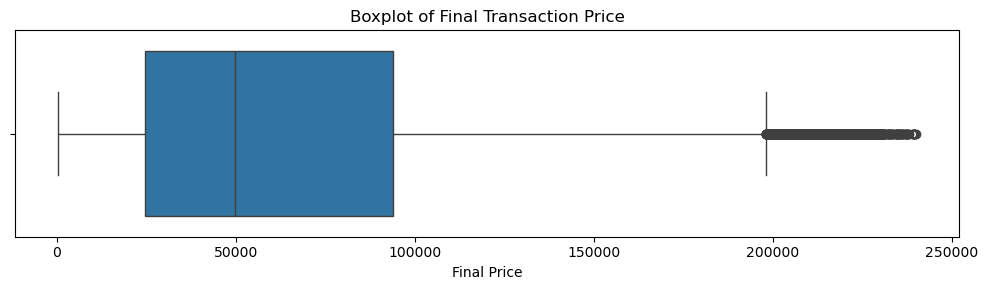 Boxplot of Final Transaction Price
0 50000 100000 150000 200000 250000
Final Price